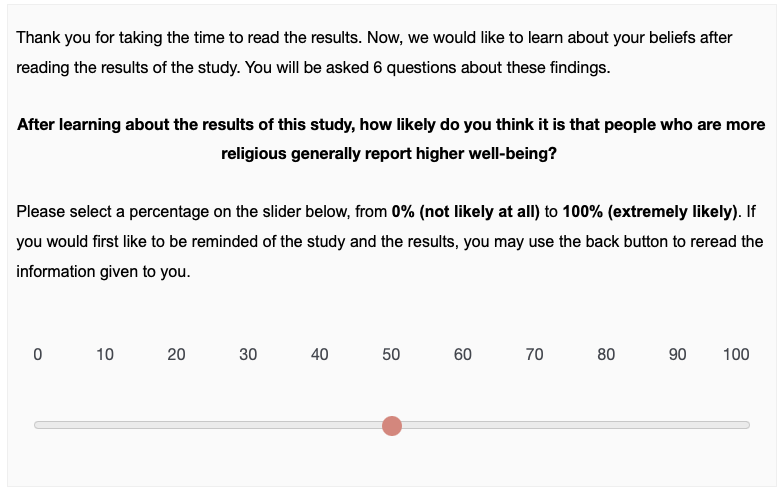 Thank you for taking the time to read the results. Now, we would like to learn about your beliefs after
reading the results of the study. You will be asked 6 questions about these findings.
After learning about the results of this study, how likely do you think it is that people who are more
religious generally report higher well-being?
Please select a percentage on the slider below, from 0% (not likely at all) to 100% (extremely likely). If
you would first like to be reminded of the study and the results, you may use the back button to reread the
information given to you.
0 10 20 30 40 50 60 70 80 90 100